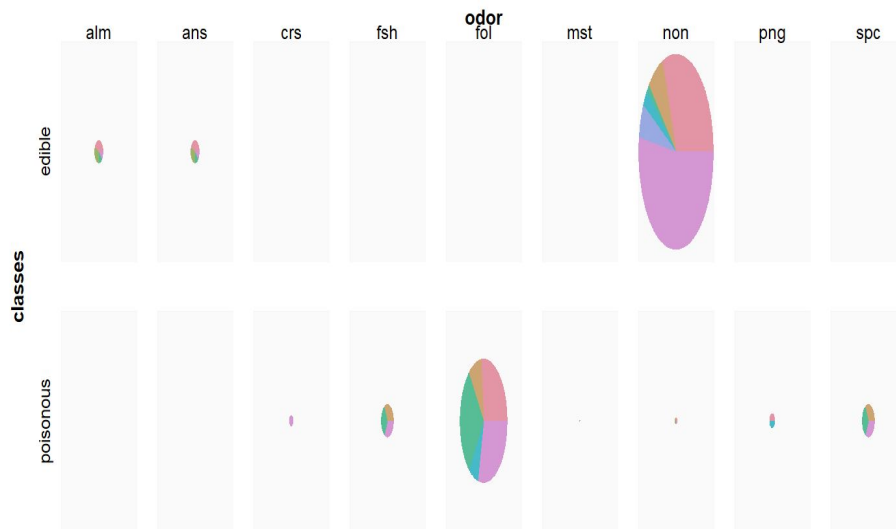 odor
alm ans crs fsh fol mst non png spc
edible
classes
poisonous